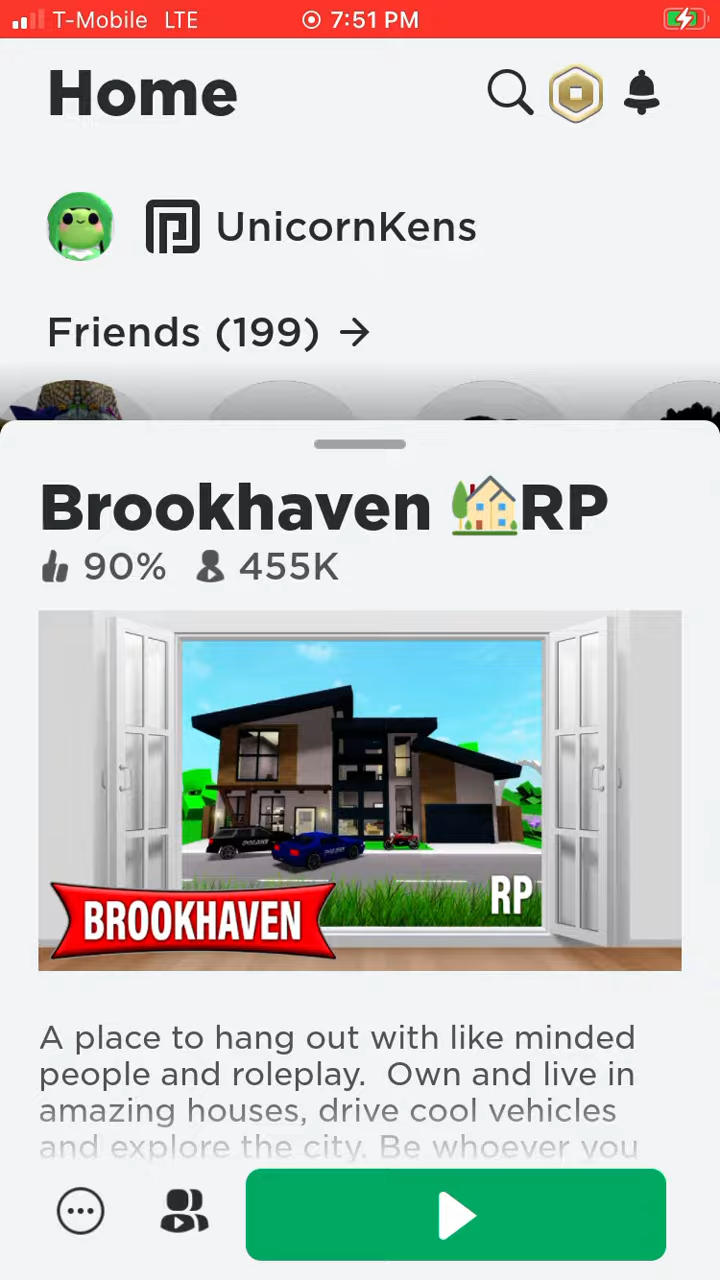 T-Mobile LTE 7:51 PM
Home
UnicornKens
Friends (199) →
Brookhaven 🏡RP
90% 455K
RP
BROOKHAVEN
A place to hang out with like minded
people and roleplay.  Own and live in
amazing houses, drive cool vehicles
and explore the city. Be whoever you